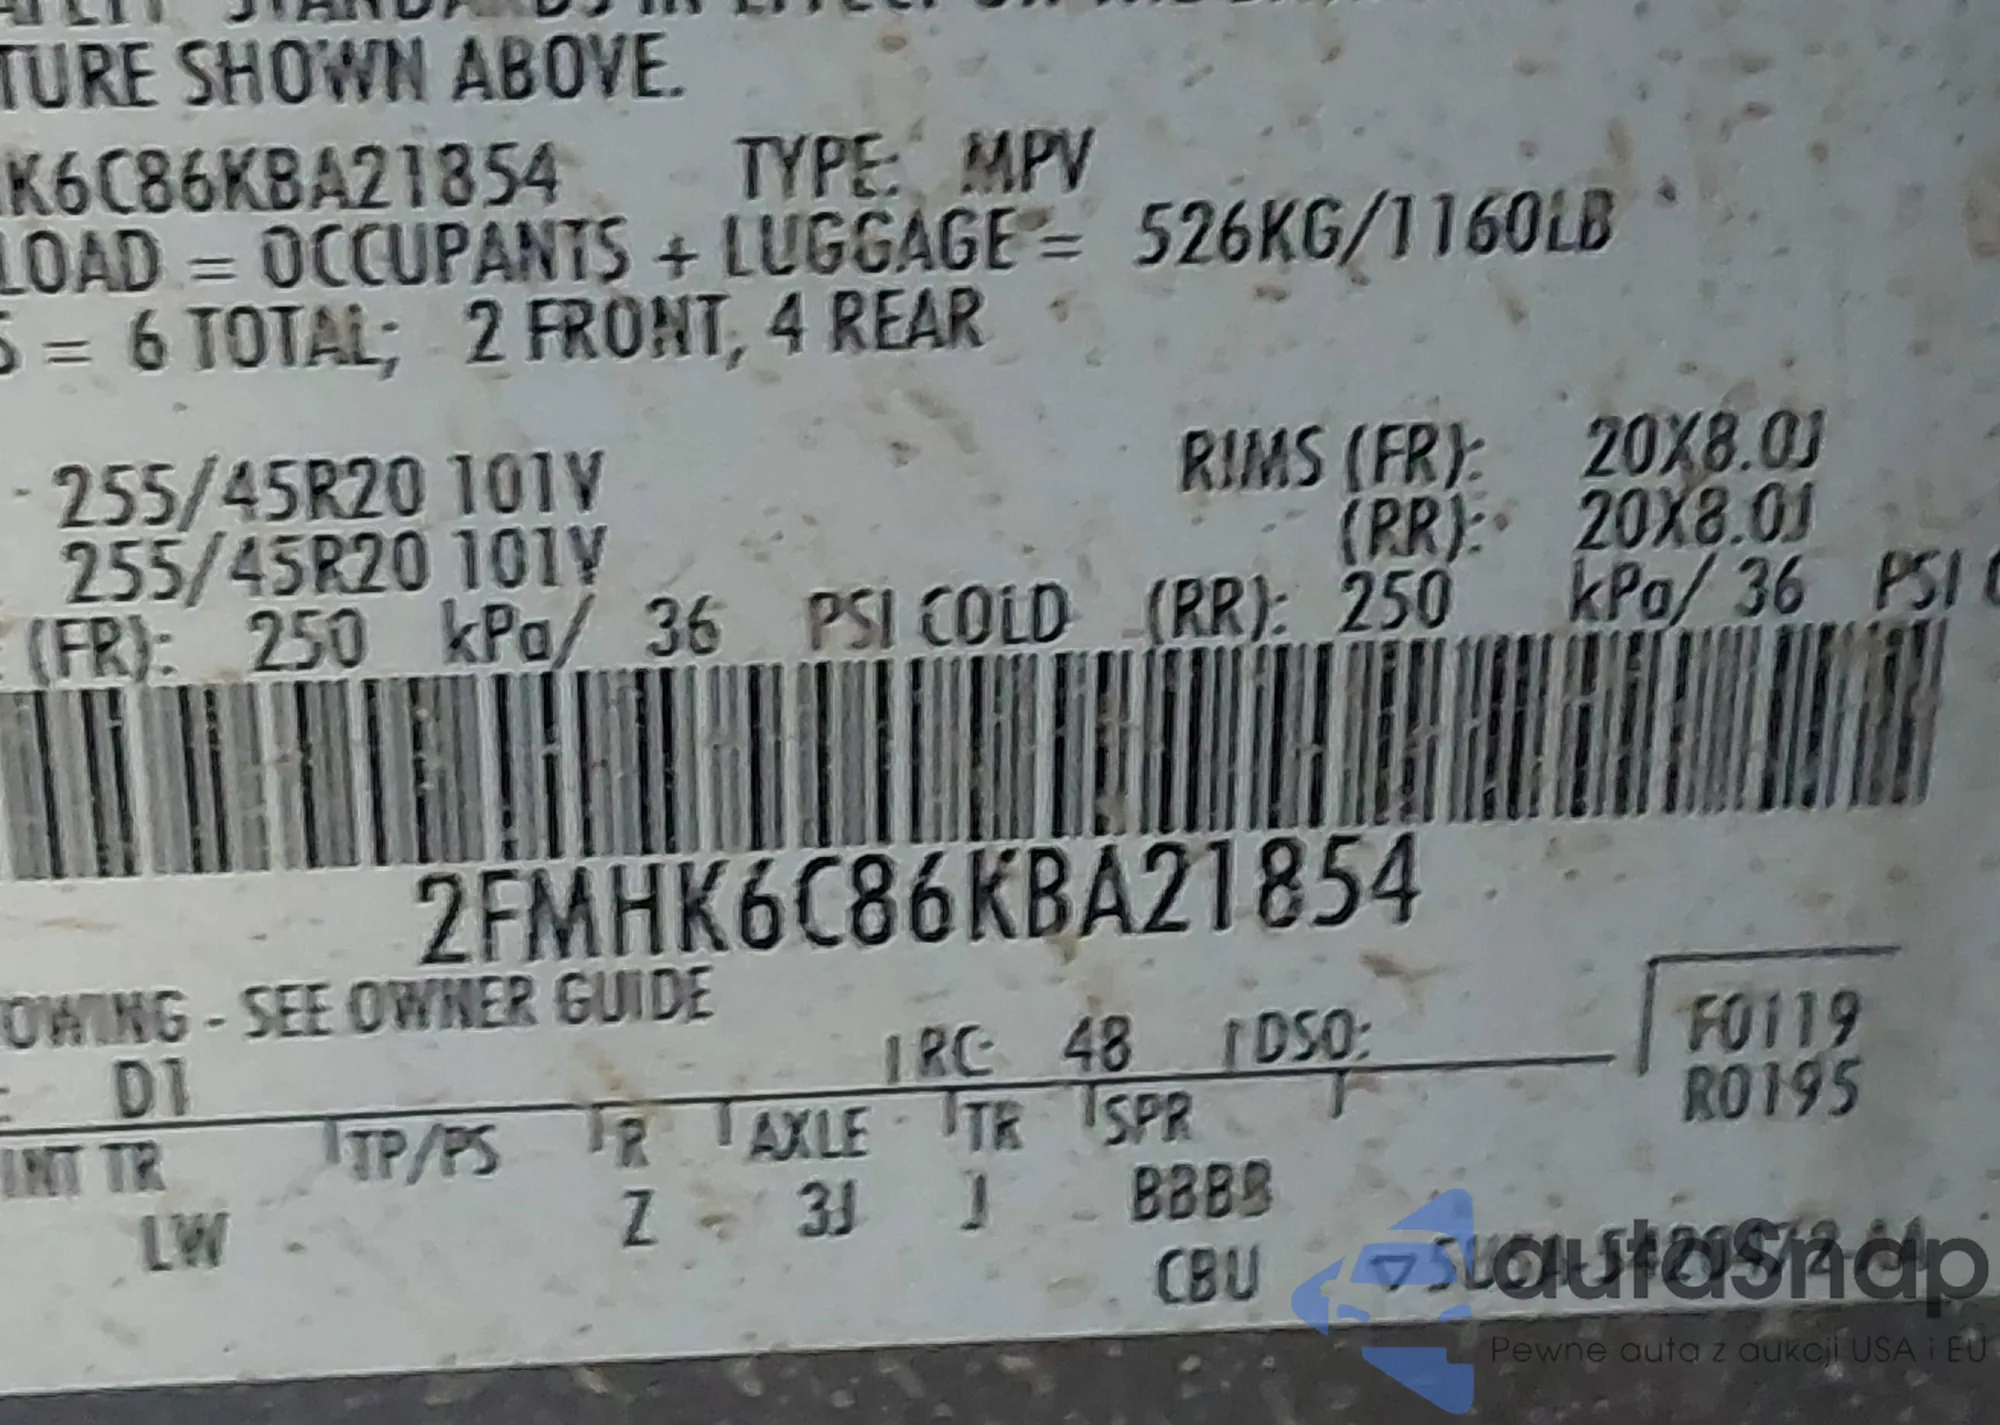 TURE SHOWN ABOVE.
K6C86KBA21854 TYPE: MPV
LOAD = OCCUPANTS + LUGGAGE = 526KG/1160LB
S = 6 TOTAL; 2 FRONT, 4 REAR
255/45R20 101V RIMS (FR): 20X8.0J
255/45R20 101V (RR): 20X8.0J
(FR): 250 kPa/ 36 PSI COLD (RR): 250 kPa/ 36 PSI
2FMHK6C86KBA21854
OWING - SEE OWNER GUIDE
RC: 48 DSO: F0119
D1 R0195
INT TR TP/PS R AXLE TR SPR
LW Z 3J J BBBB
CBU
autoSnap
Pewne auta z aukcji USA i EU